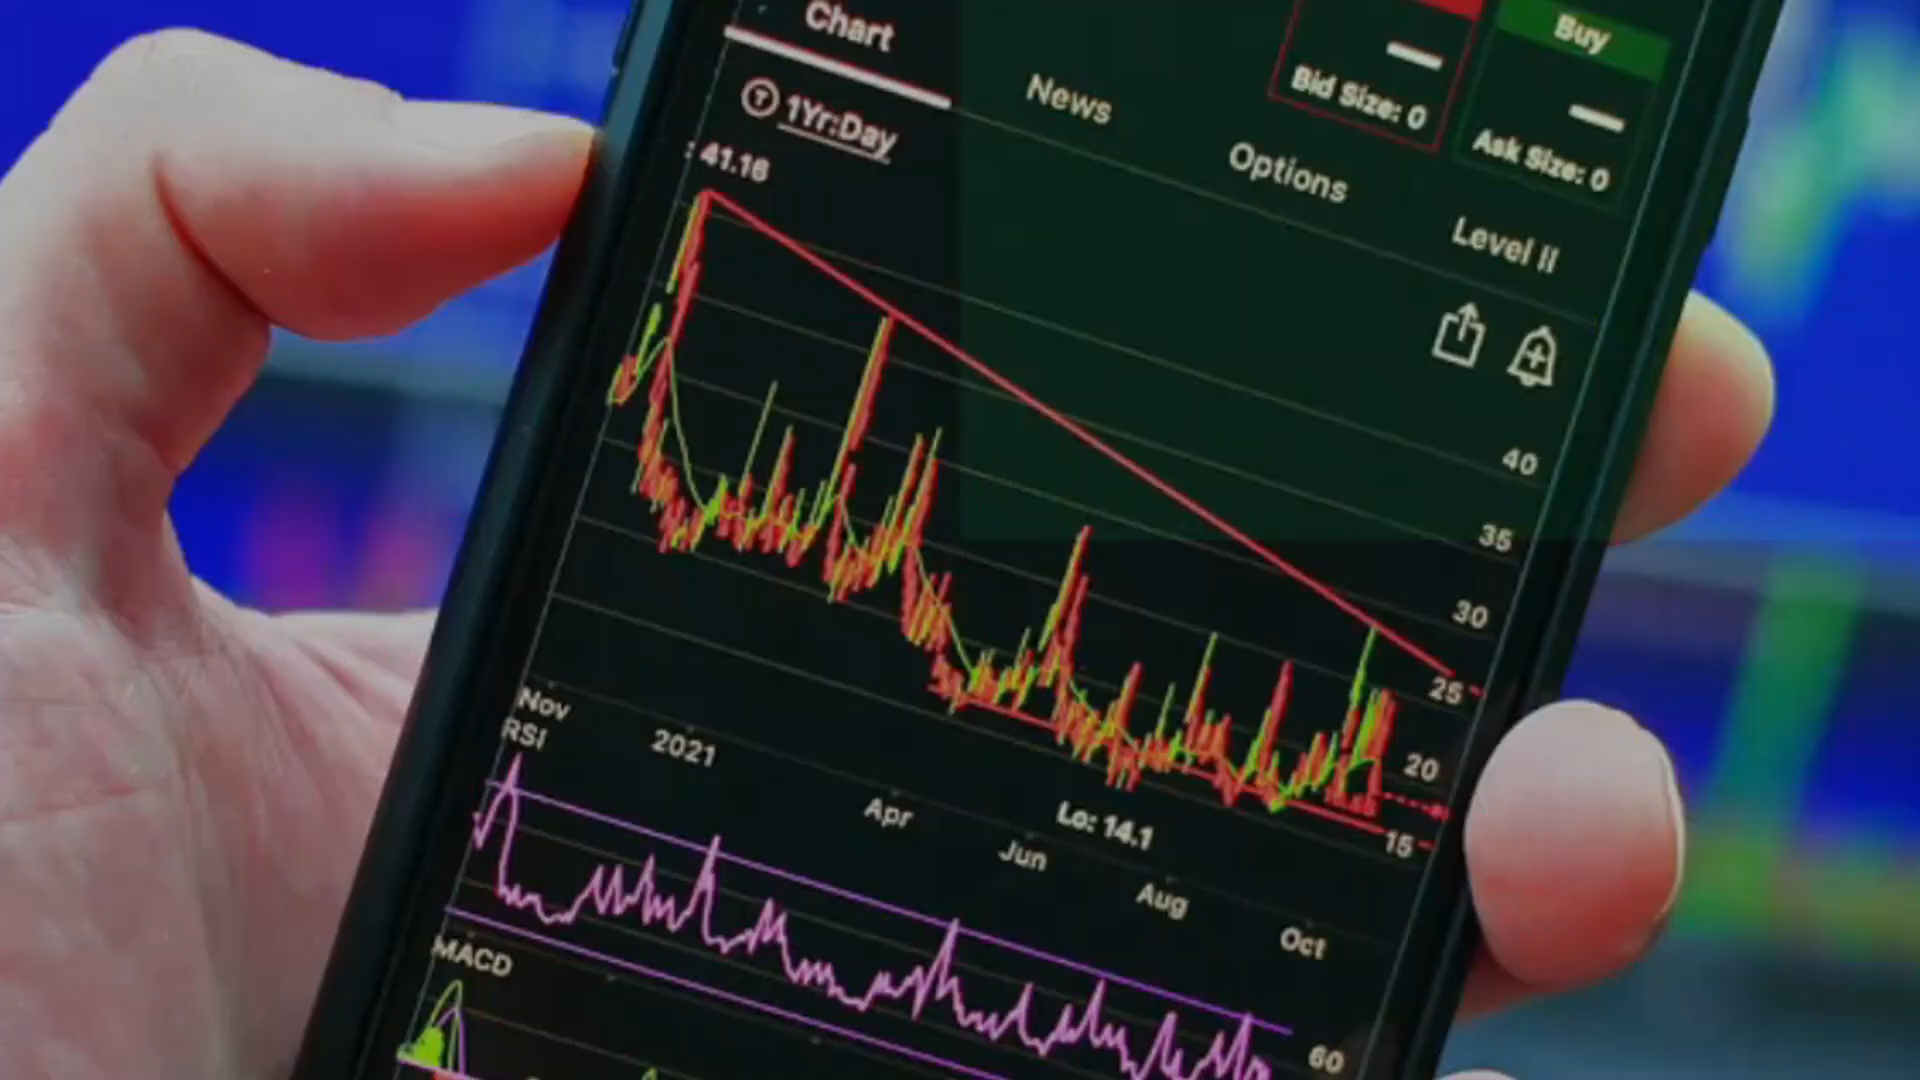 Chart
News
Options
Level II
Buy
Bid Size: 0
Ask Size: 0
1Yr:Day
: 41.16
40
35
30
25
20
15
Lo: 14.1
Nov
2021
Apr
Jun
Aug
Oct
RSI
60
MACD